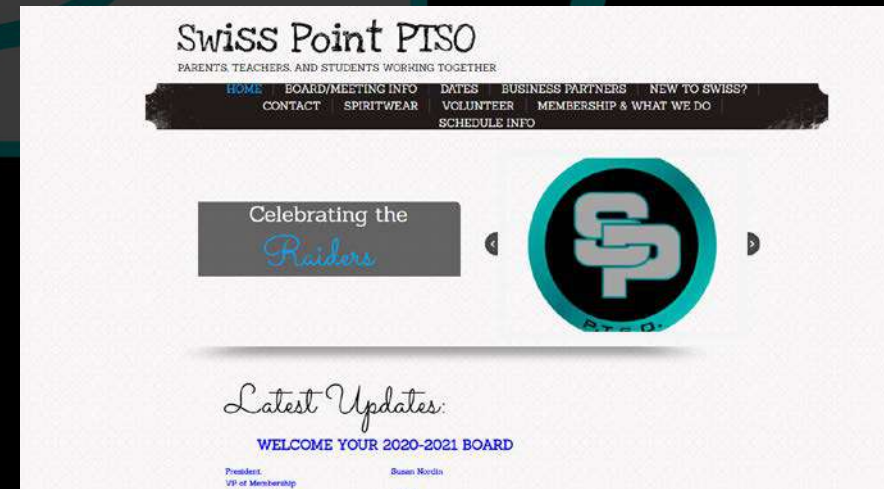 Swiss Point PTSO
PARENTS, TEACHERS, AND STUDENTS WORKING TOGETHER
HOME BOARD/MEETING INFO DATES BUSINESS PARTNERS NEW TO SWISS?
CONTACT SPIRITWEAR VOLUNTEER MEMBERSHIP & WHAT WE DO
SCHEDULE INFO
Celebrating the
Raiders
SP
P.T.S.O.
Latest Updates:
WELCOME YOUR 2020-2021 BOARD
President Susan Nordin
VP of Membership